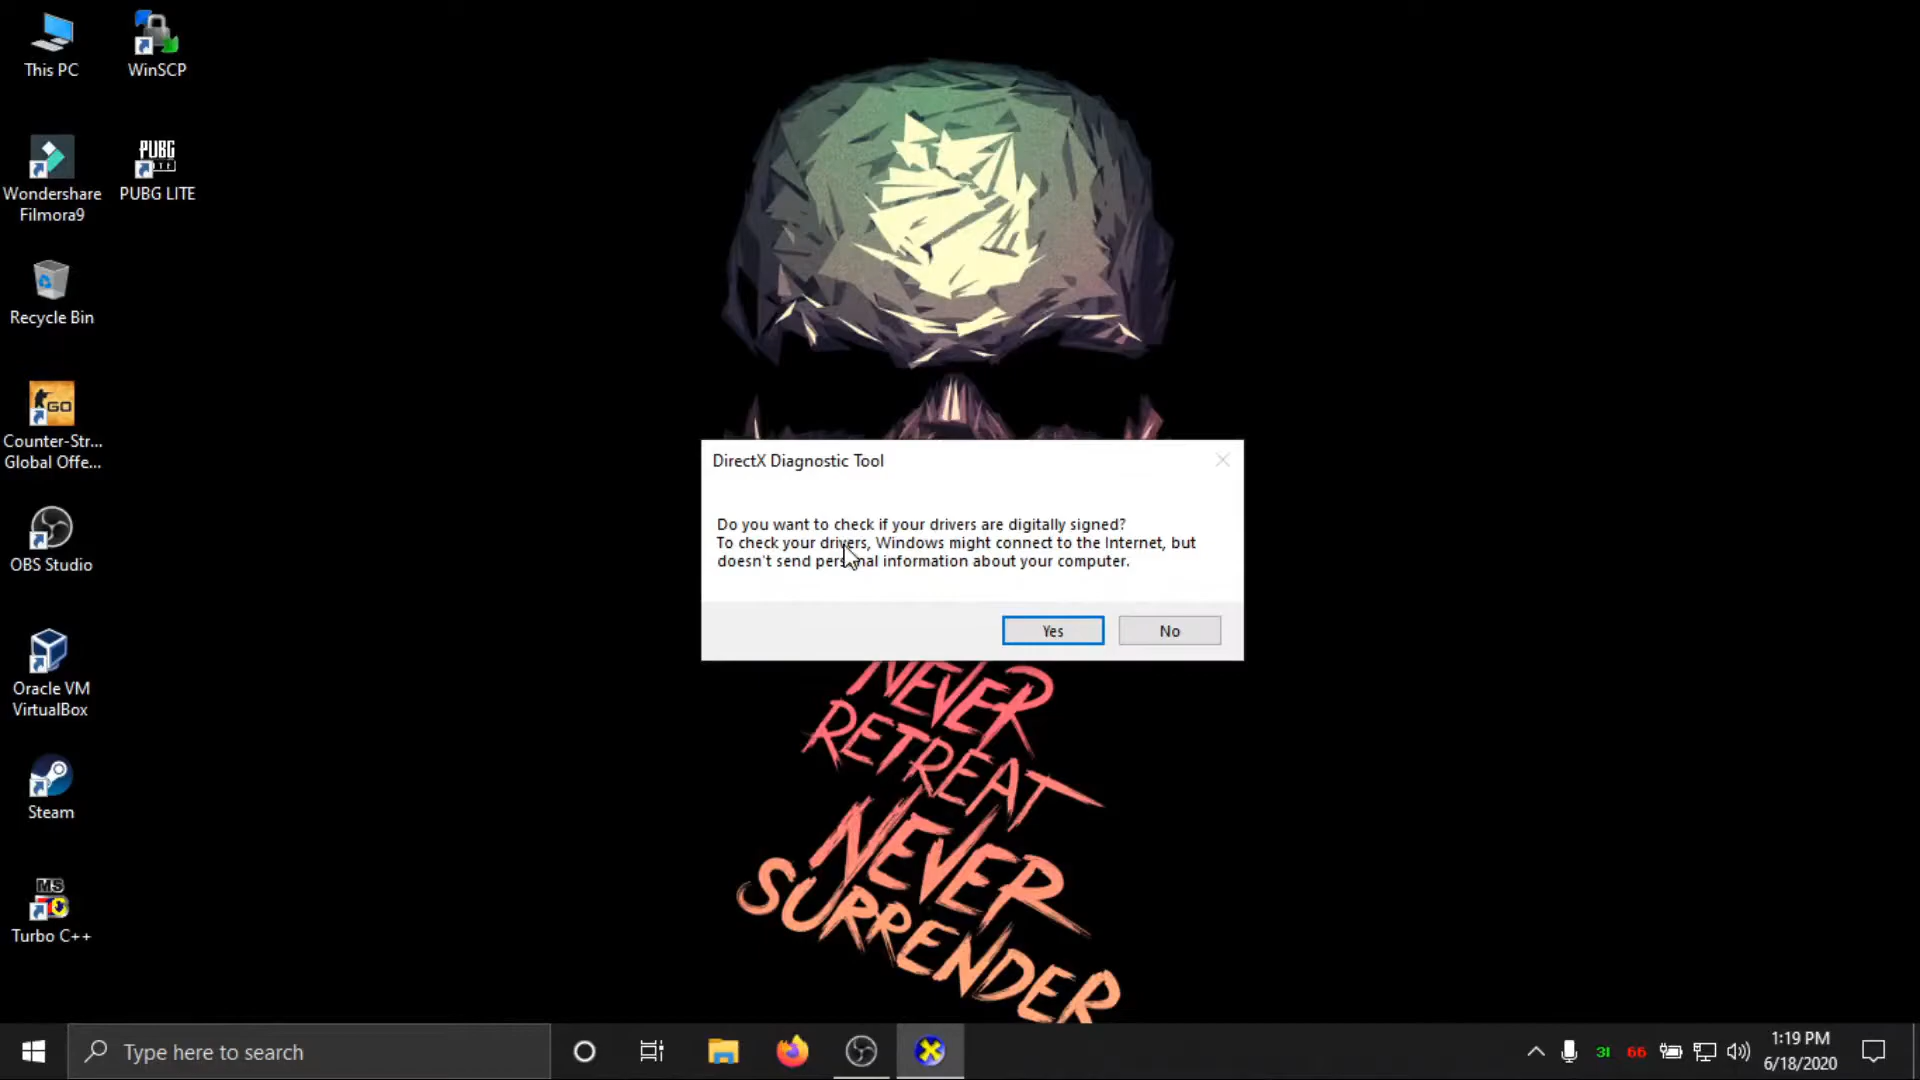 This PC
WinSCP
Wondershare
Filmora9
PUBG
LITE
PUBG LITE
Recycle Bin
GO
Counter-Str...
Global Offe...
OBS Studio
Oracle VM
VirtualBox
Steam
MS
Turbo C++
DirectX Diagnostic Tool
Do you want to check if your drivers are digitally signed?
To check your drivers, Windows might connect to the Internet, but
doesn't send personal information about your computer.
Yes
No
NEVER
RETREAT
NEVER
SURRENDER
Type here to search
31
66
1:19 PM
6/18/2020